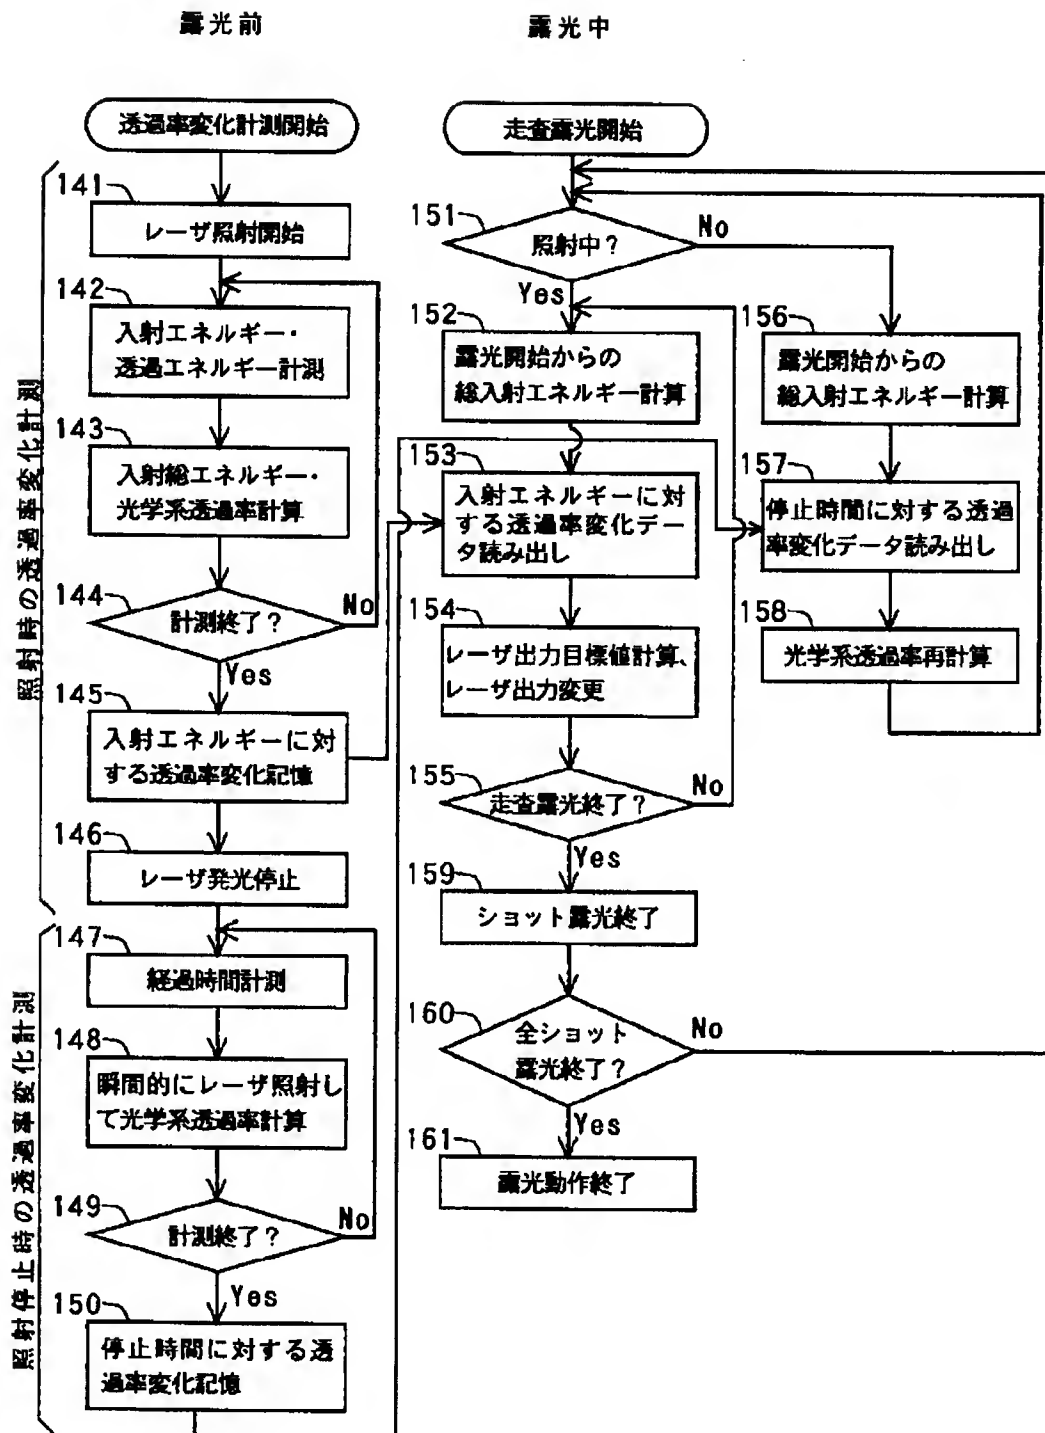 露光前
露光中
透過率変化計測開始
照射時の透過率変化計測
141
レーザ照射開始
142
入射エネルギー・
透過エネルギー計測
143
入射総エネルギー・
光学系透過率計算
144
計測終了？
No
Yes
145
入射エネルギーに対
する透過率変化記憶
146
レーザ発光停止
照射停止時の透過率変化計測
147
経過時間計測
148
瞬間的にレーザ照射し
て光学系透過率計算
149
計測終了？
No
Yes
150
停止時間に対する透
過率変化記憶
走査露光開始
151
照射中？
No
Yes
152
露光開始からの
総入射エネルギー計算
153
入射エネルギーに対
する透過率変化デー
タ読み出し
154
レーザ出力目標値計算、
レーザ出力変更
155
走査露光終了？
No
Yes
156
露光開始からの
総入射エネルギー計算
157
停止時間に対する透過
率変化データ読み出し
158
光学系透過率再計算
159
ショット露光終了
160
全ショット
露光終了？
No
Yes
161
露光動作終了